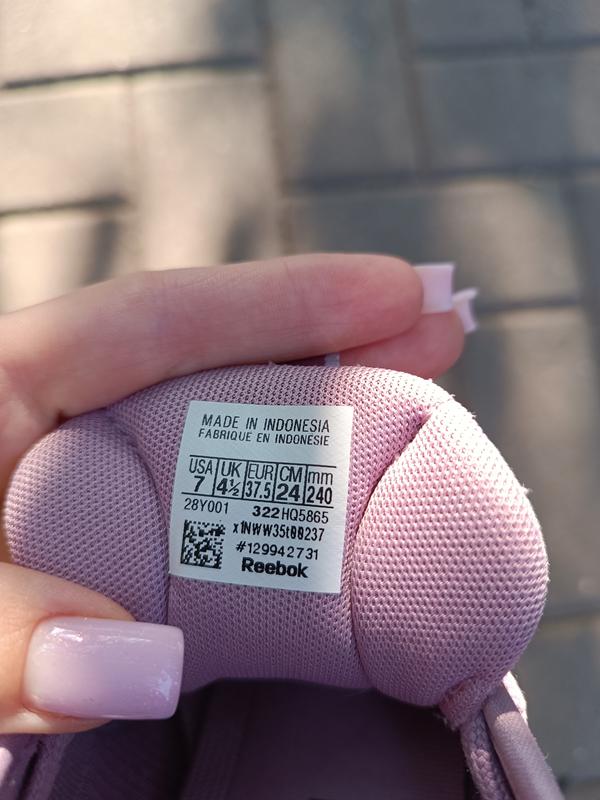 MADE IN INDONESIA
FABRIQUE EN INDONESIE
USA UK EUR CM mm
7 4½ 37.5 24 240
28Y001 322HQ5865
x1NWW35t00237
#129942731
Reebok